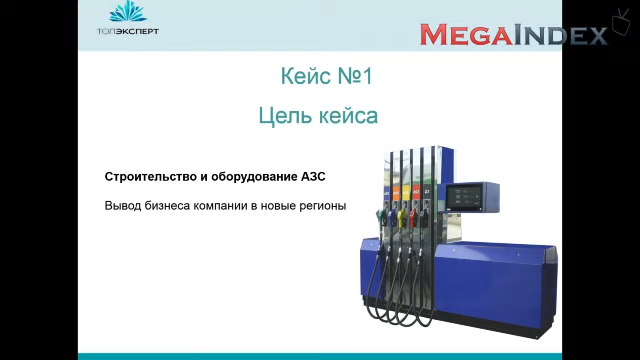 ТОПЭКСПЕРТ
MEGAINDEX
Кейс №1
Цель кейса
Строительство и оборудование АЗС
Вывод бизнеса компании в новые регионы